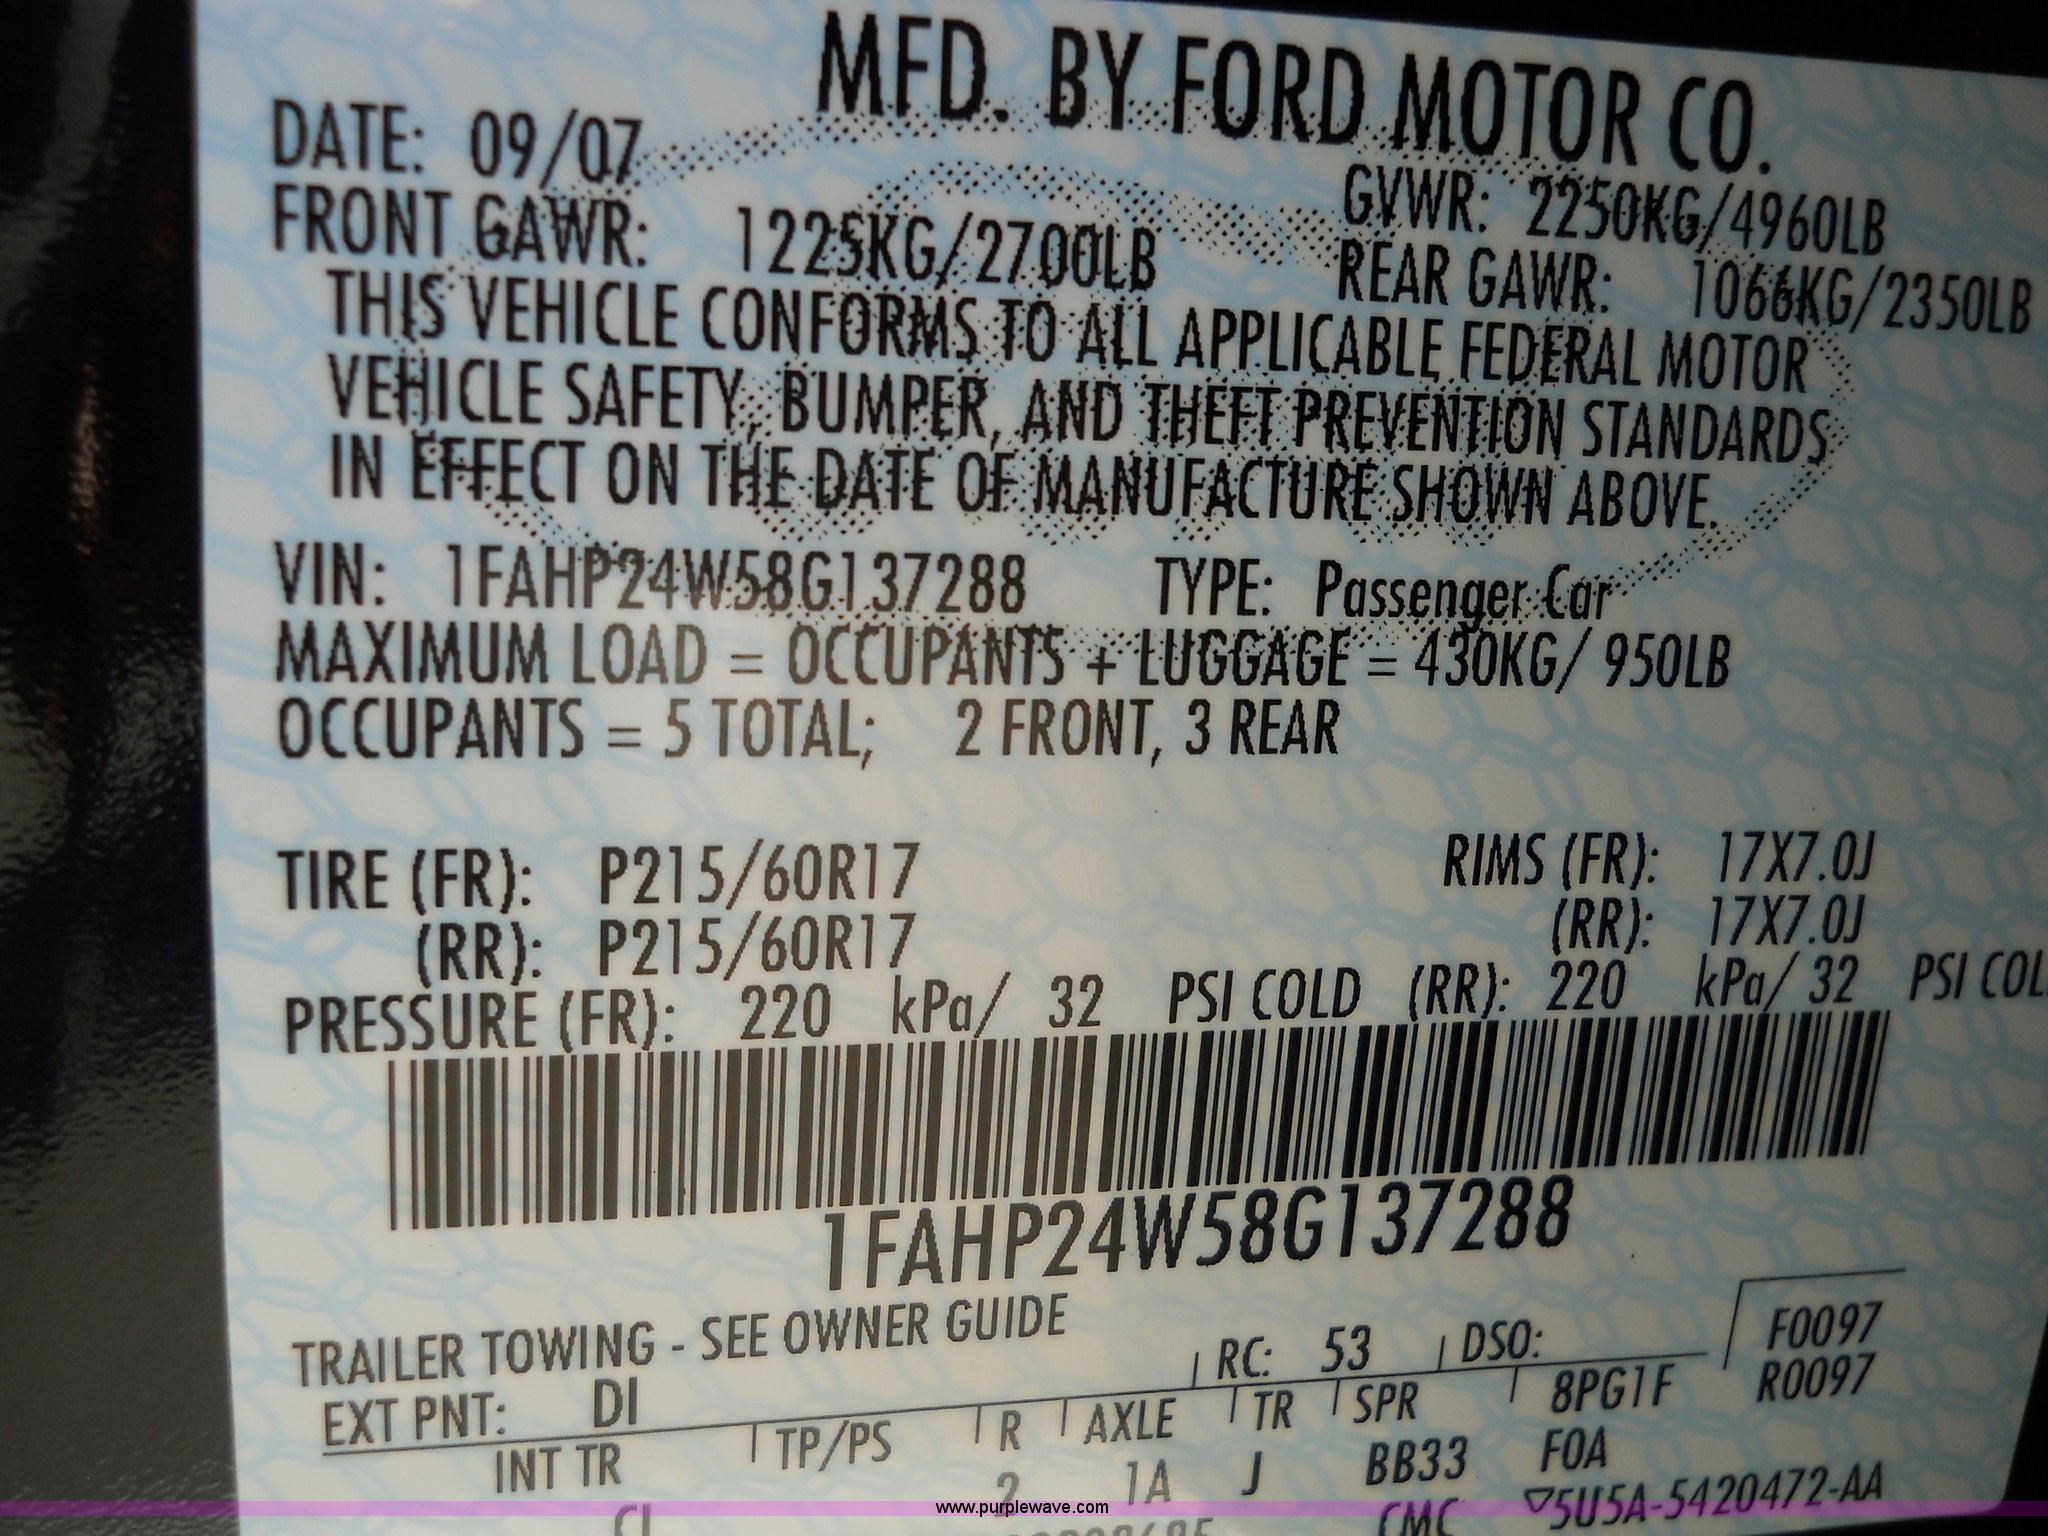 MFD. BY FORD MOTOR CO.
DATE: 09/07
GVWR: 2250KG/4960LB
FRONT GAWR: 1225KG/2700LB
REAR GAWR: 1066KG/2350LB
THIS VEHICLE CONFORMS TO ALL APPLICABLE FEDERAL MOTOR
VEHICLE SAFETY, BUMPER, AND THEFT PREVENTION STANDARDS
IN EFFECT ON THE DATE OF MANUFACTURE SHOWN ABOVE.
VIN: 1FAHP24W58G137288 TYPE: Passenger Car
MAXIMUM LOAD = OCCUPANTS + LUGGAGE = 430KG/ 950LB
OCCUPANTS = 5 TOTAL; 2 FRONT, 3 REAR
TIRE (FR): P215/60R17 RIMS (FR): 17X7.0J
(RR): P215/60R17 (RR): 17X7.0J
PRESSURE (FR): 220 kPa/ 32 PSI COLD (RR): 220 kPa/ 32 PSI COL
1FAHP24W58G137288
TRAILER TOWING - SEE OWNER GUIDE
F0097
EXT PNT: DI RC: 53 DSO:
R0097
INT TR TP/PS R AXLE TR SPR 8PG1F
CJ 2 1A J BB33 FOA
CMC ▽5U5A-5420472-AA
www.purplewave.com